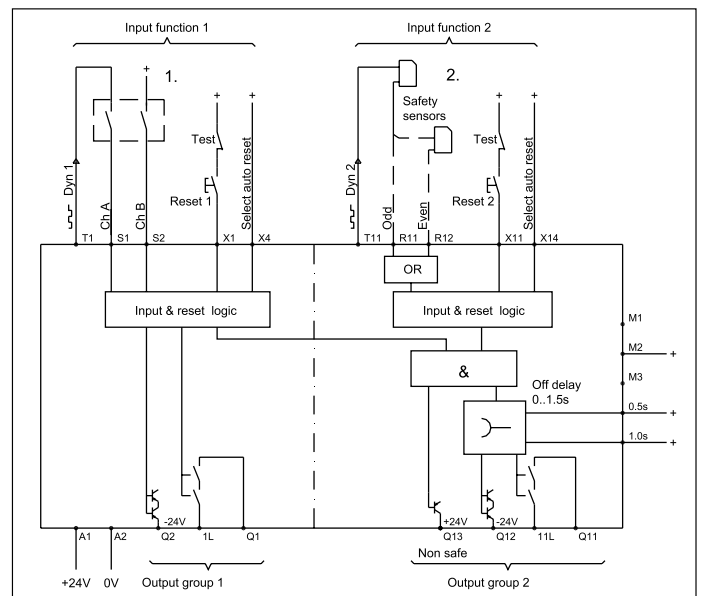 Input function 1
Input function 2
+
1.
2.
+ +
Safety
sensors
+ +
Test
Test
Dyn 1
Ch A
Ch B
Reset 1
Select auto reset
Dyn 2
Odd
Even
Reset 2
Select auto reset
T1 S1 S2 X1 X4
T11 R11 R12 X11 X14
OR
Input & reset logic
Input & reset logic
M1
M2 +
M3
&
Off delay
0..1.5s
0.5s +
1.0s +
-24V
+24V
-24V
A1 A2 Q2 1L Q1
Q13 Q12 11L Q11
Non safe
+24V 0V
Output group 1
Output group 2